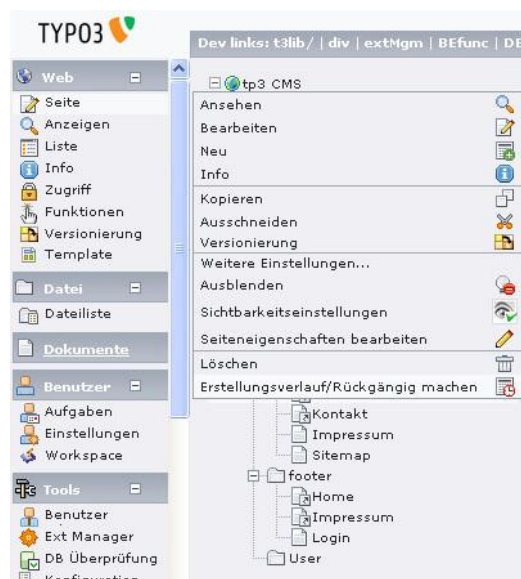 TYPO3
Dev links: t3lib/ | div | extMgm | BEfunc | DB
Web
Seite
Anzeigen
Liste
Info
Zugriff
Funktionen
Versionierung
Template
Datei
Dateiliste
Dokumente
Benutzer
Aufgaben
Einstellungen
Workspace
Tools
Benutzer
Ext Manager
DB Überprüfung
Konfiguration
tp3 CMS
Ansehen
Bearbeiten
Neu
Info
Kopieren
Ausschneiden
Versionierung
Weitere Einstellungen...
Ausblenden
Sichtbarkeitseinstellungen
Seiteneigenschaften bearbeiten
Löschen
Erstellungsverlauf/Rückgängig machen
Kontakt
Impressum
Sitemap
footer
Home
Impressum
Login
User